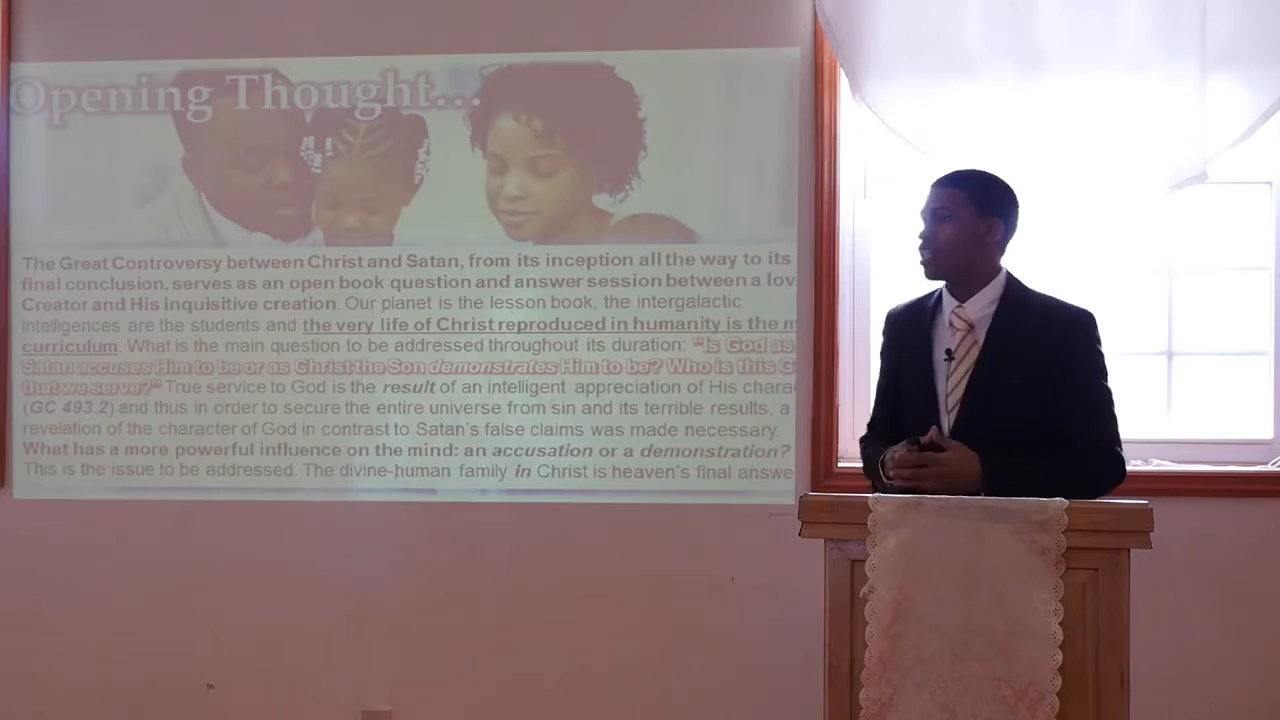 Opening Thought...
The Great Controversy between Christ and Satan, from its inception all the way to its
final conclusion, serves as an open book question and answer session between a lov
Creator and His inquisitive creation. Our planet is the lesson book, the intergalactic
intelligences are the students and the very life of Christ reproduced in humanity is the m
curriculum. What is the main question to be addressed throughout its duration: "Is God as
Satan accuses Him to be or as Christ the Son demonstrates Him to be? Who is this G
that we serve?" True service to God is the result of an intelligent appreciation of His chara
(GC 493.2) and thus in order to secure the entire universe from sin and its terrible results, a
revelation of the character of God in contrast to Satan's false claims was made necessary.
What has a more powerful influence on the mind: an accusation or a demonstration?
This is the issue to be addressed. The divine-human family in Christ is heaven's final answe